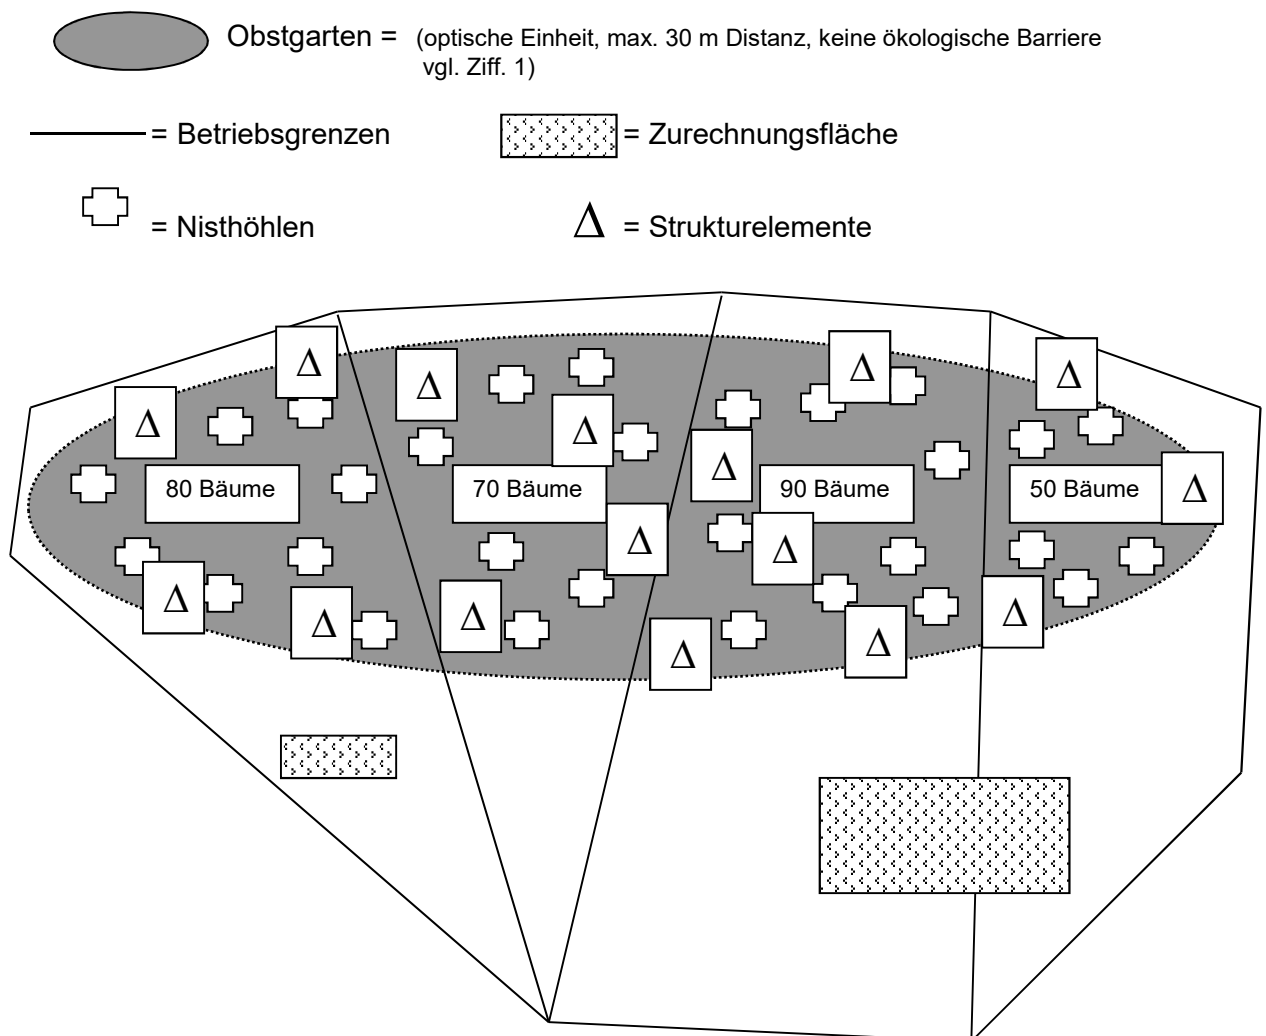 Obstgarten = (optische Einheit, max. 30 m Distanz, keine ökologische Barriere
vgl. Ziff. 1)
= Betriebsgrenzen = Zurechnungsfläche
= Nisthöhlen Δ = Strukturelemente
Δ Δ Δ Δ
Δ Δ
Δ Δ
80 Bäume 70 Bäume 90 Bäume 50 Bäume Δ
Δ Δ
Δ Δ Δ Δ
Δ Δ